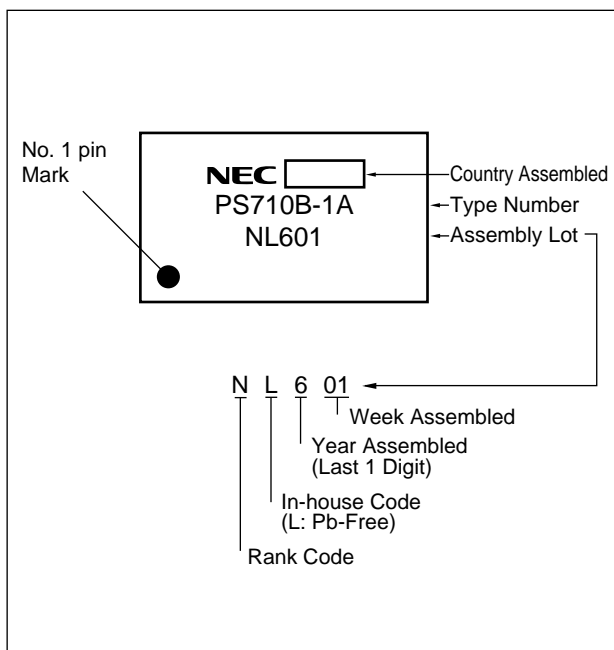 No. 1 pin
Mark
NEC
Country Assembled
PS710B-1A
Type Number
NL601
Assembly Lot
N L 6 01
Week Assembled
Year Assembled
(Last 1 Digit)
In-house Code
(L: Pb-Free)
Rank Code